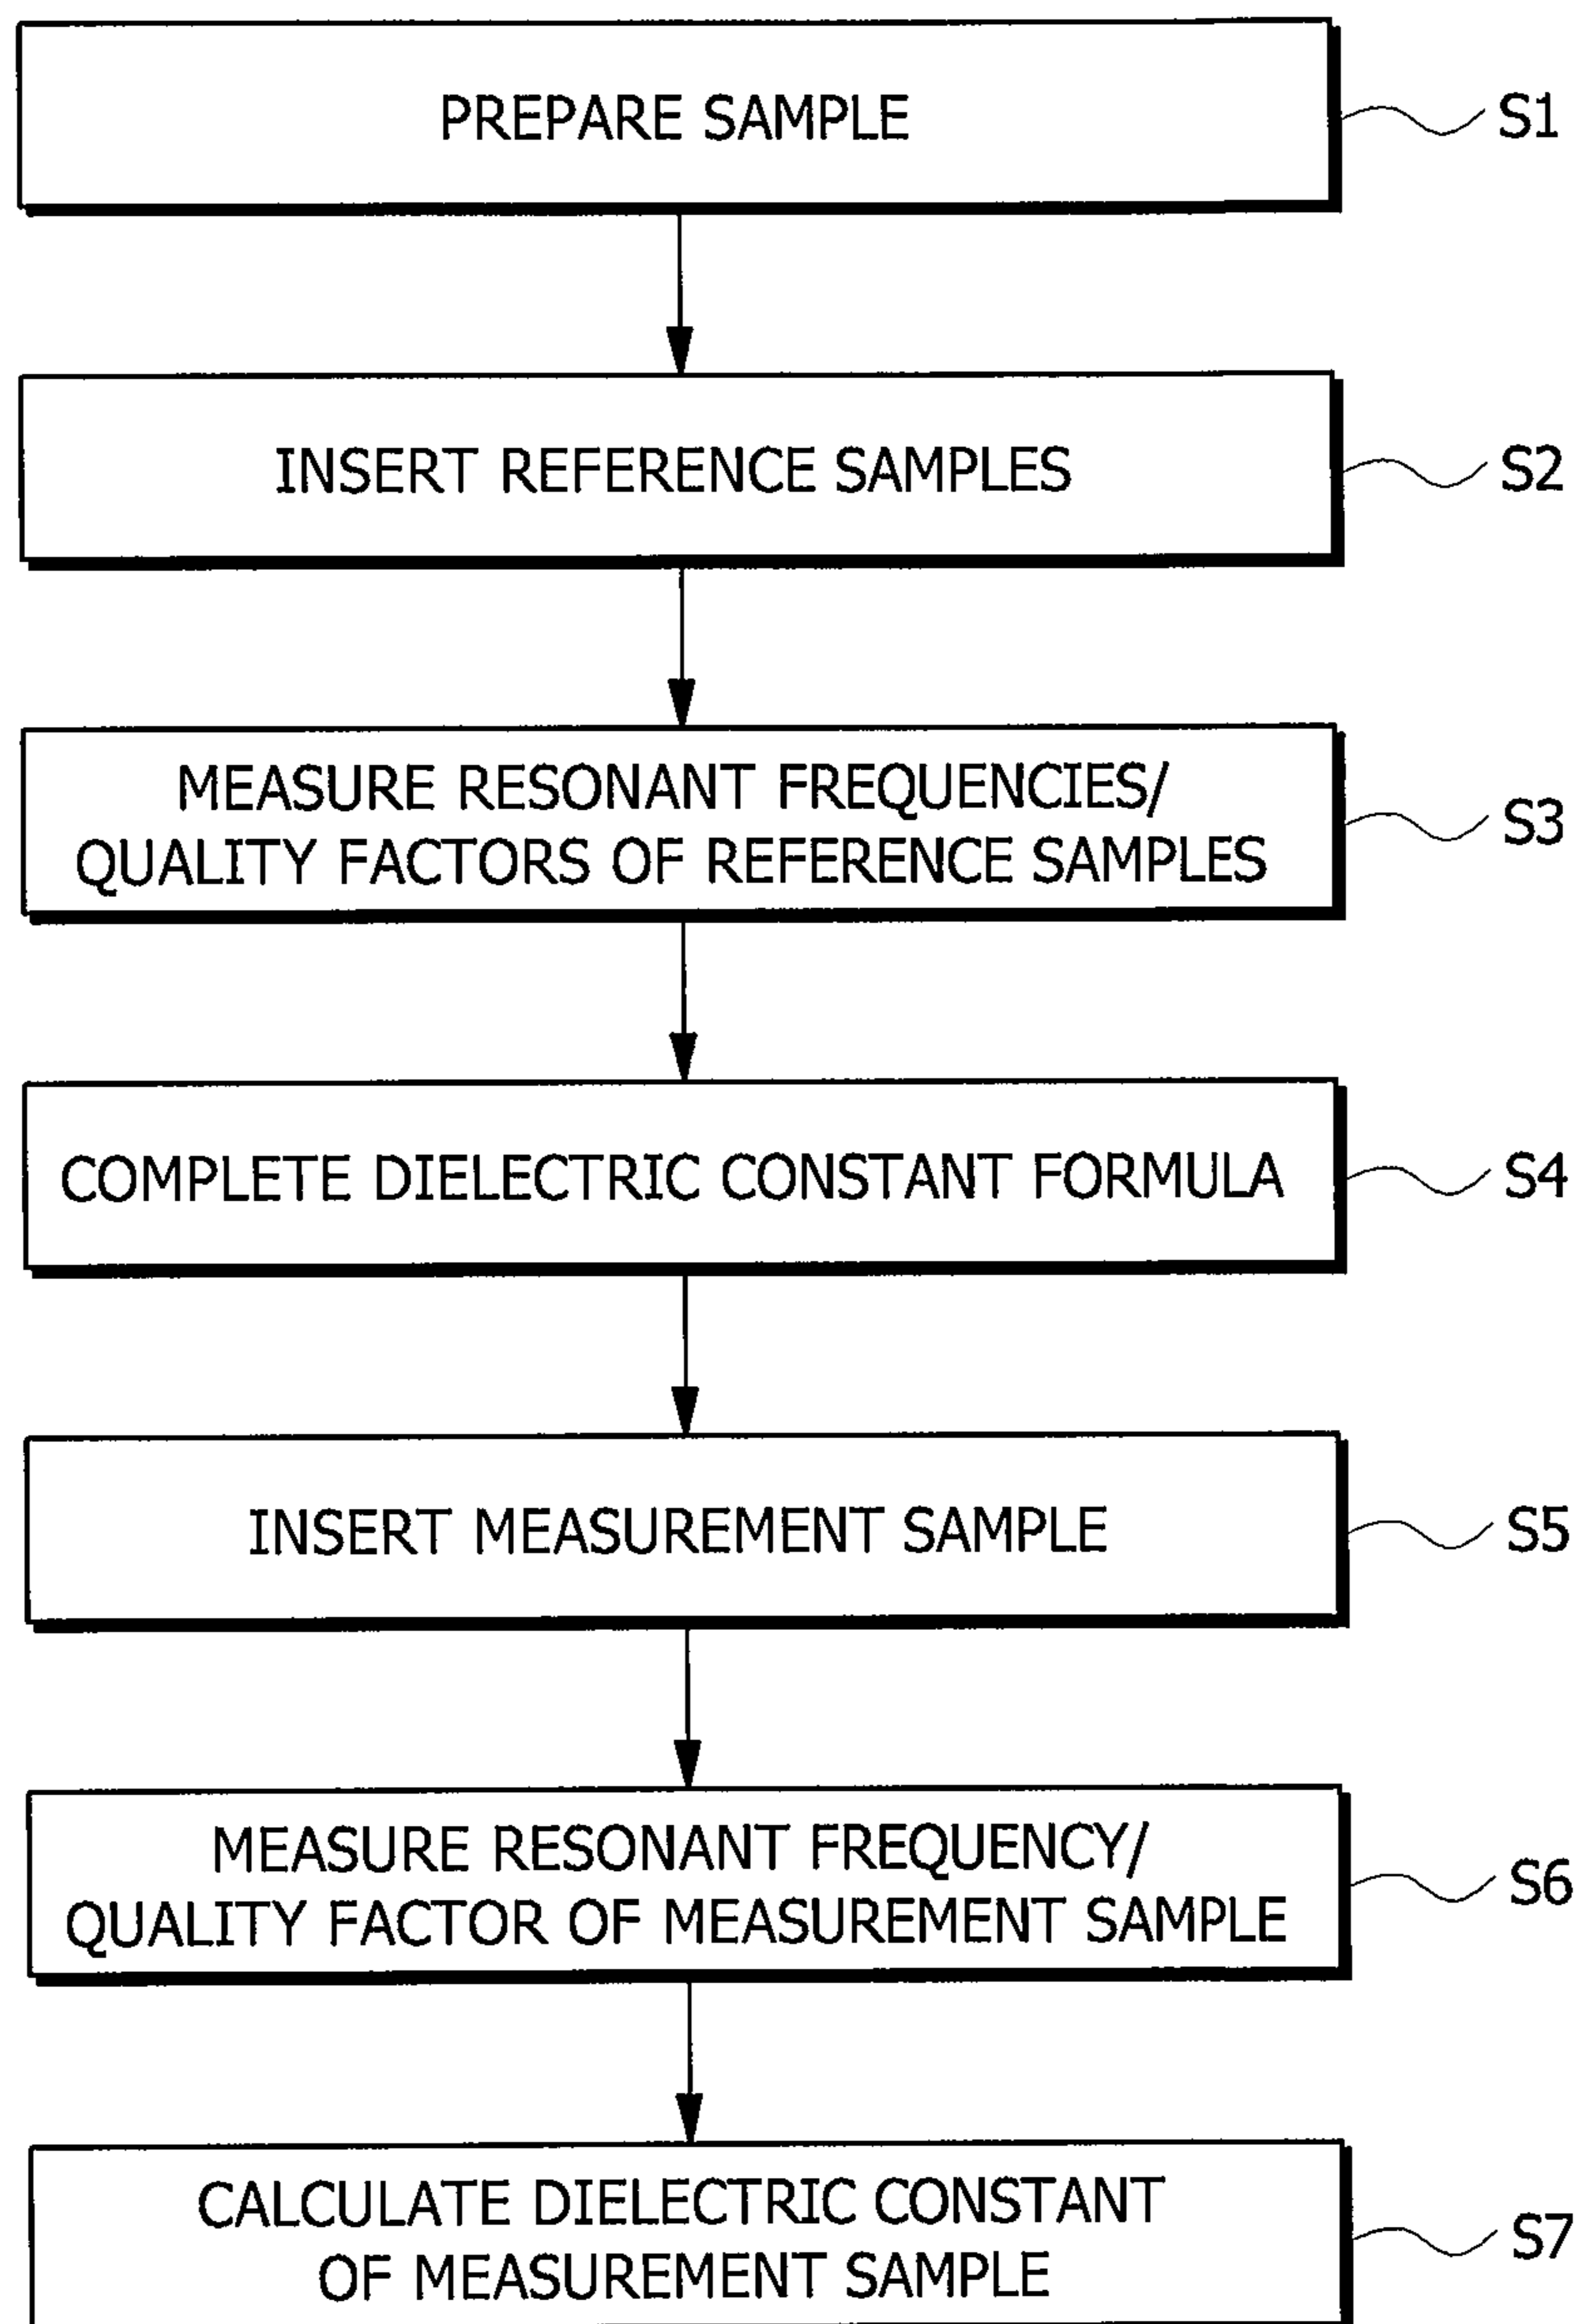 PREPARE SAMPLE
S1
INSERT REFERENCE SAMPLES
S2
MEASURE RESONANT FREQUENCIES/
QUALITY FACTORS OF REFERENCE SAMPLES
S3
COMPLETE DIELECTRIC CONSTANT FORMULA
S4
INSERT MEASUREMENT SAMPLE
S5
MEASURE RESONANT FREQUENCY/
QUALITY FACTOR OF MEASUREMENT SAMPLE
S6
CALCULATE DIELECTRIC CONSTANT
OF MEASUREMENT SAMPLE
S7